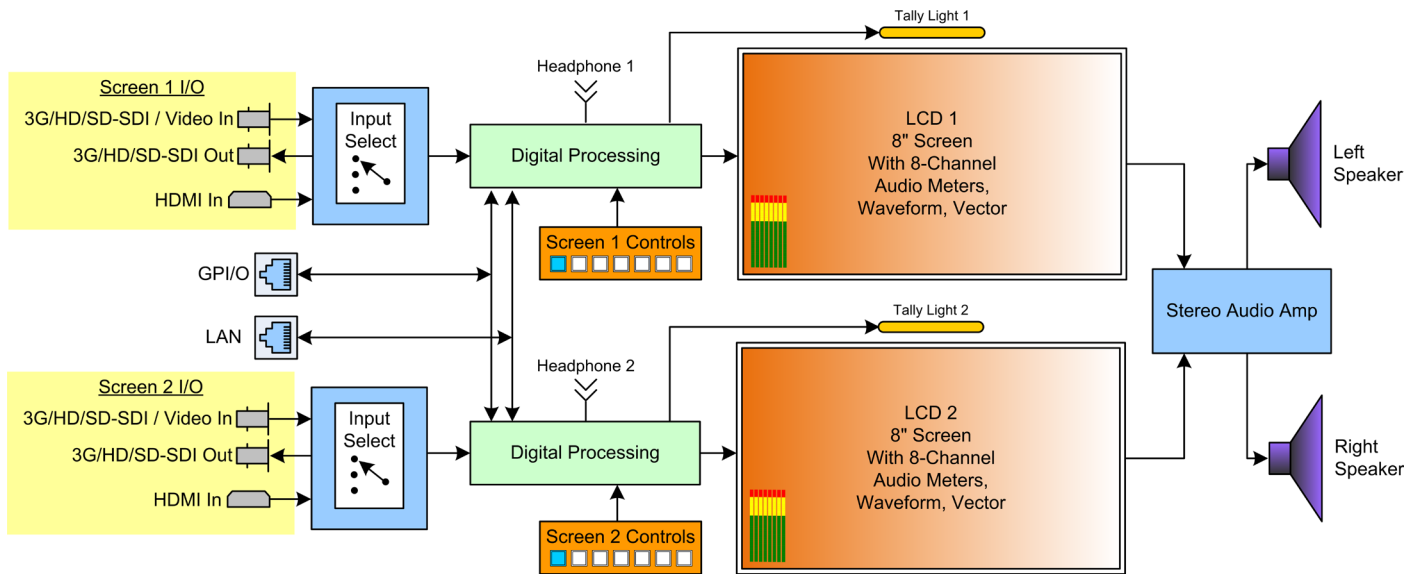 Tally Light 1
Screen 1 I/O
3G/HD/SD-SDI / Video In
3G/HD/SD-SDI Out
HDMI In
Input
Select
Headphone 1
Digital Processing
Screen 1 Controls
LCD 1
8" Screen
With 8-Channel
Audio Meters,
Waveform, Vector
Left
Speaker
GPI/O
LAN
Stereo Audio Amp
Tally Light 2
Screen 2 I/O
3G/HD/SD-SDI / Video In
3G/HD/SD-SDI Out
HDMI In
Input
Select
Headphone 2
Digital Processing
Screen 2 Controls
LCD 2
8" Screen
With 8-Channel
Audio Meters,
Waveform, Vector
Right
Speaker